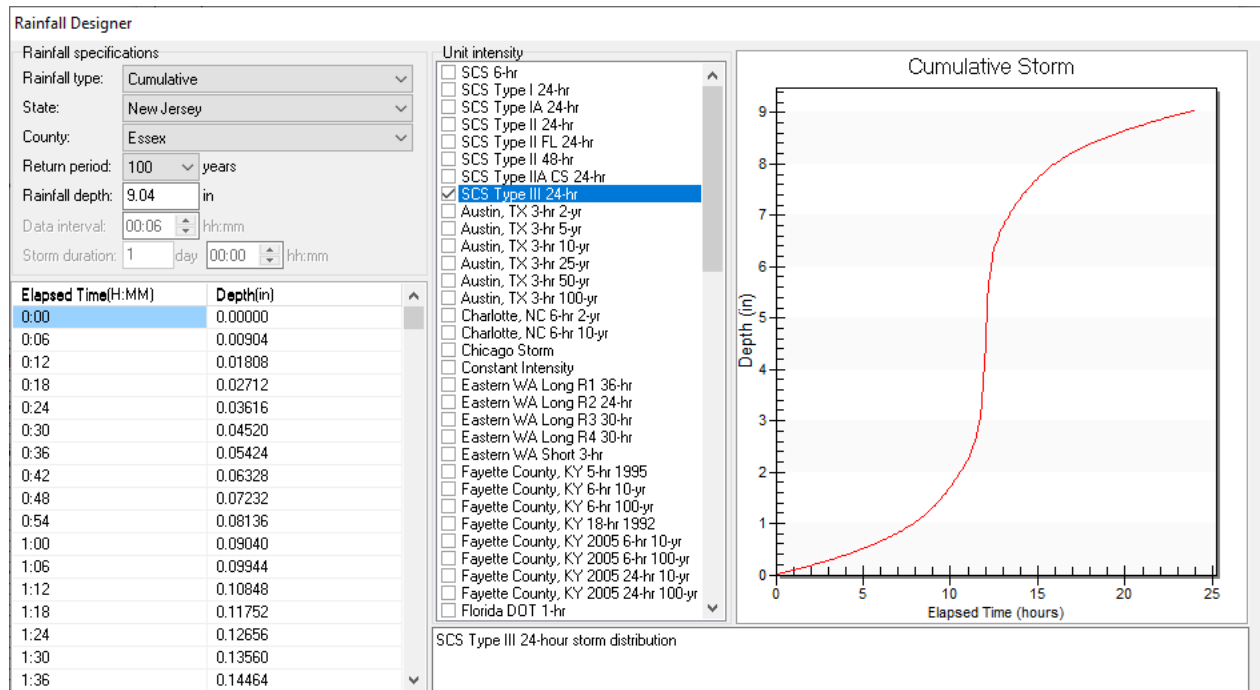 Rainfall Designer
Rainfall specifications
Rainfall type: Cumulative
State: New Jersey
County: Essex
Return period: 100 years
Rainfall depth: 9.04 in
Data interval: 00:06 hh:mm
Storm duration: 1 day 00:00 hh:mm
Elapsed Time(H:MM) Depth(in)
0:00 0.00000
0:06 0.00904
0:12 0.01808
0:18 0.02712
0:24 0.03616
0:30 0.04520
0:36 0.05424
0:42 0.06328
0:48 0.07232
0:54 0.08136
1:00 0.09040
1:06 0.09944
1:12 0.10848
1:18 0.11752
1:24 0.12656
1:30 0.13560
1:36 0.14464
Unit intensity
SCS 6-hr
SCS Type I 24-hr
SCS Type IA 24-hr
SCS Type II 24-hr
SCS Type II FL 24-hr
SCS Type II 48-hr
SCS Type IIA CS 24-hr
SCS Type III 24-hr
Austin, TX 3-hr 2-yr
Austin, TX 3-hr 5-yr
Austin, TX 3-hr 10-yr
Austin, TX 3-hr 25-yr
Austin, TX 3-hr 50-yr
Austin, TX 3-hr 100-yr
Charlotte, NC 6-hr 2-yr
Charlotte, NC 6-hr 10-yr
Chicago Storm
Constant Intensity
Eastern WA Long R1 36-hr
Eastern WA Long R2 24-hr
Eastern WA Long R3 30-hr
Eastern WA Long R4 30-hr
Eastern WA Short 3-hr
Fayette County, KY 5-hr 1995
Fayette County, KY 6-hr 10-yr
Fayette County, KY 6-hr 100-yr
Fayette County, KY 18-hr 1992
Fayette County, KY 2005 6-hr 10-yr
Fayette County, KY 2005 6-hr 100-yr
Fayette County, KY 2005 24-hr 10-yr
Fayette County, KY 2005 24-hr 100-yr
Florida DOT 1-hr
SCS Type III 24-hour storm distribution
Cumulative Storm
Depth (in)
9
8
7
6
5
4
3
2
1
0
0 5 10 15 20 25
Elapsed Time (hours)